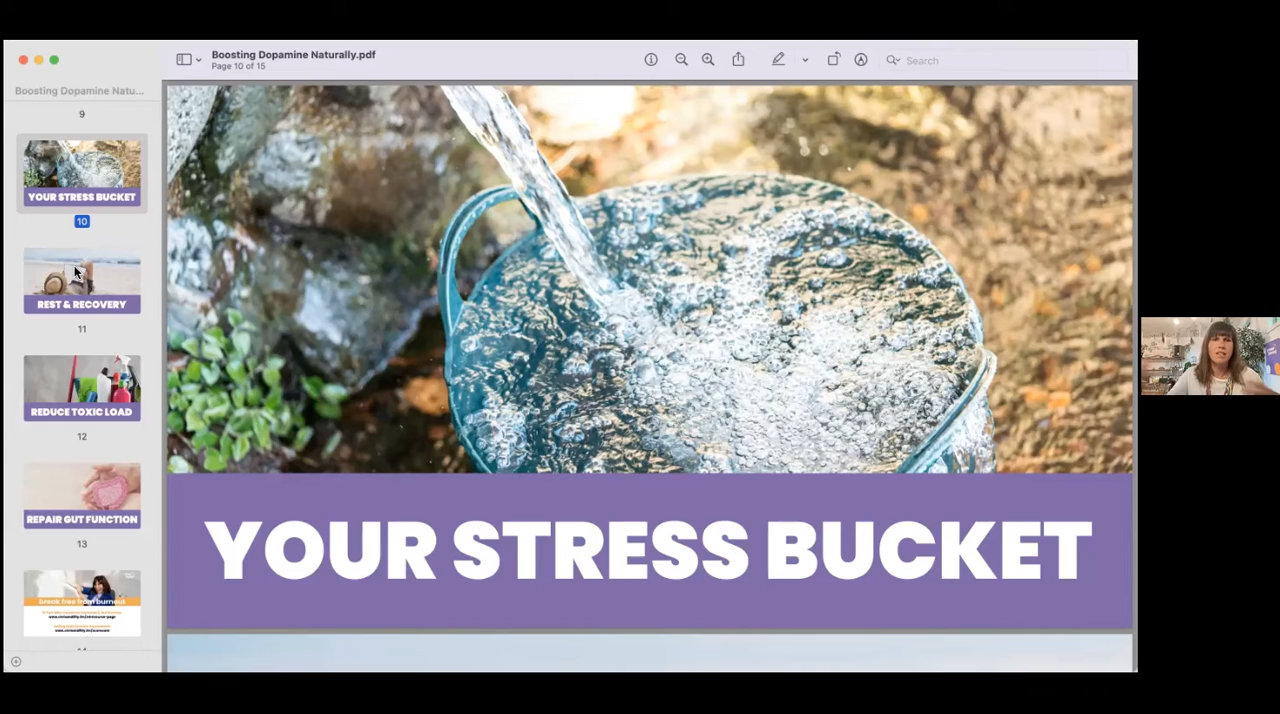 Boosting Dopamine Naturally.pdf
Page 10 of 15
Search
Boosting Dopamine Natu...
9
YOUR STRESS BUCKET
10
REST & RECOVERY
11
REDUCE TOXIC LOAD
12
REPAIR GUT FUNCTION
13
break free from burnout
YOUR STRESS BUCKET